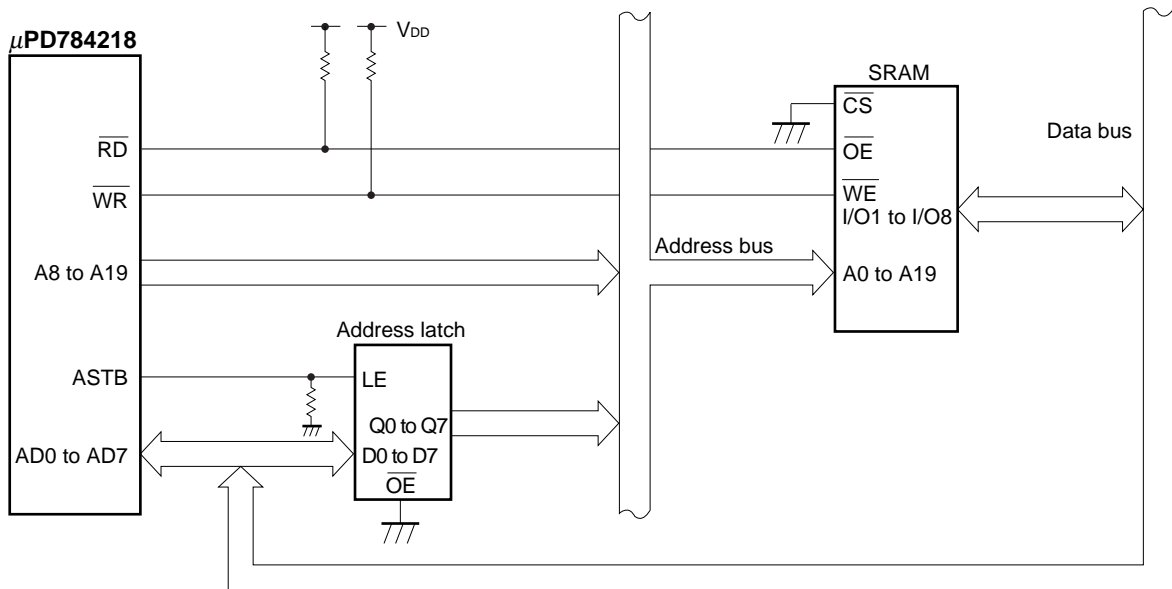 μPD784218
VDD
RD
WR
A8 to A19
ASTB
AD0 to AD7
Address latch
LE
Q0 to Q7
D0 to D7
OE
Address bus
SRAM
CS
OE
WE
I/O1 to I/O8
A0 to A19
Data bus